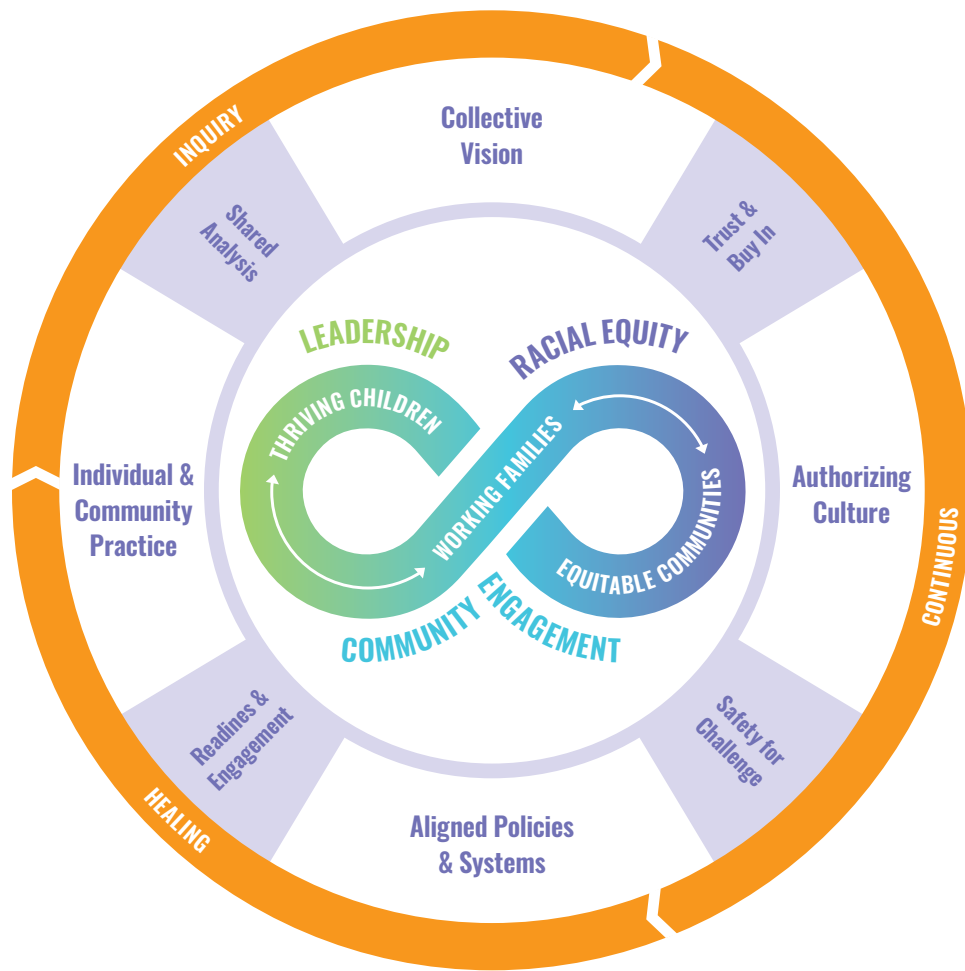 INQUIRY
Collective
Vision
Shared
Analysis
Trust &
Buy In
LEADERSHIP
RACIAL EQUITY
THRIVING CHILDREN
WORKING FAMILIES
EQUITABLE COMMUNITIES
Individual &
Community
Practice
Authorizing
Culture
CONTINUOUS
COMMUNITY ENGAGEMENT
Readines &
Engagement
Safety for
Challenge
HEALING
Aligned Policies
& Systems